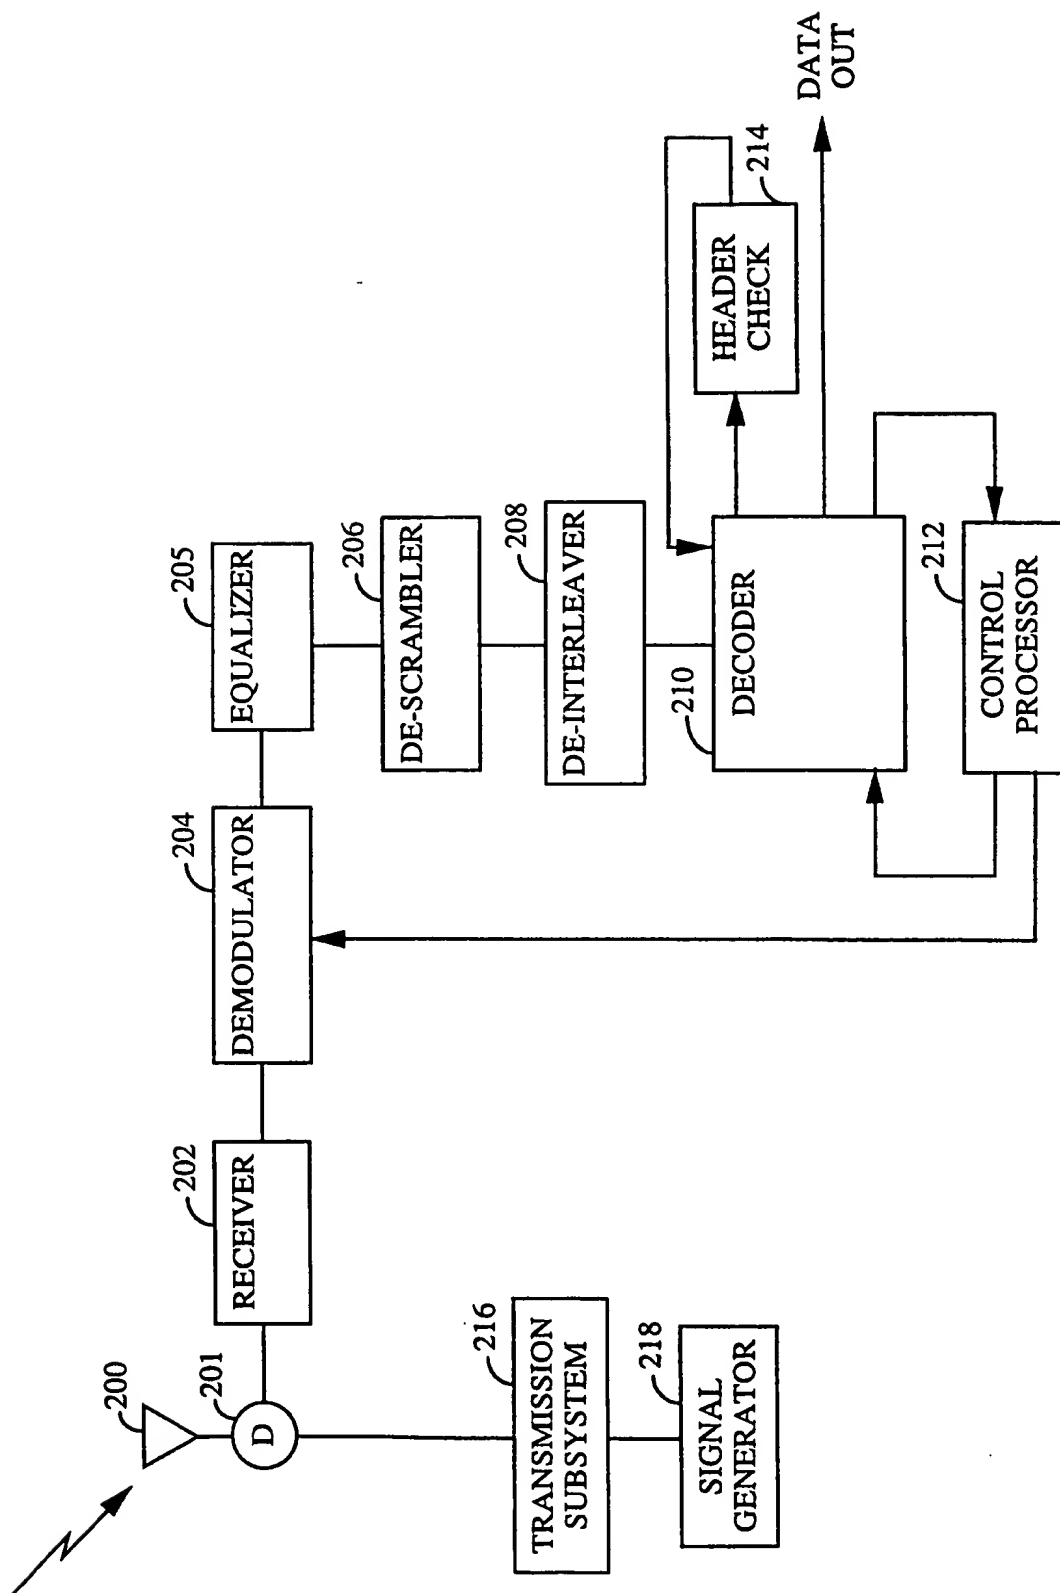 200
201
D
202
RECEIVER
204
DEMODULATOR
205
EQUALIZER
206
DE-SCRAMBLER
208
DE-INTERLEAVER
210
DECODER
214
HEADER
CHECK
DATA
OUT
212
CONTROL
PROCESSOR
216
TRANSMISSION
SUBSYSTEM
218
SIGNAL
GENERATOR